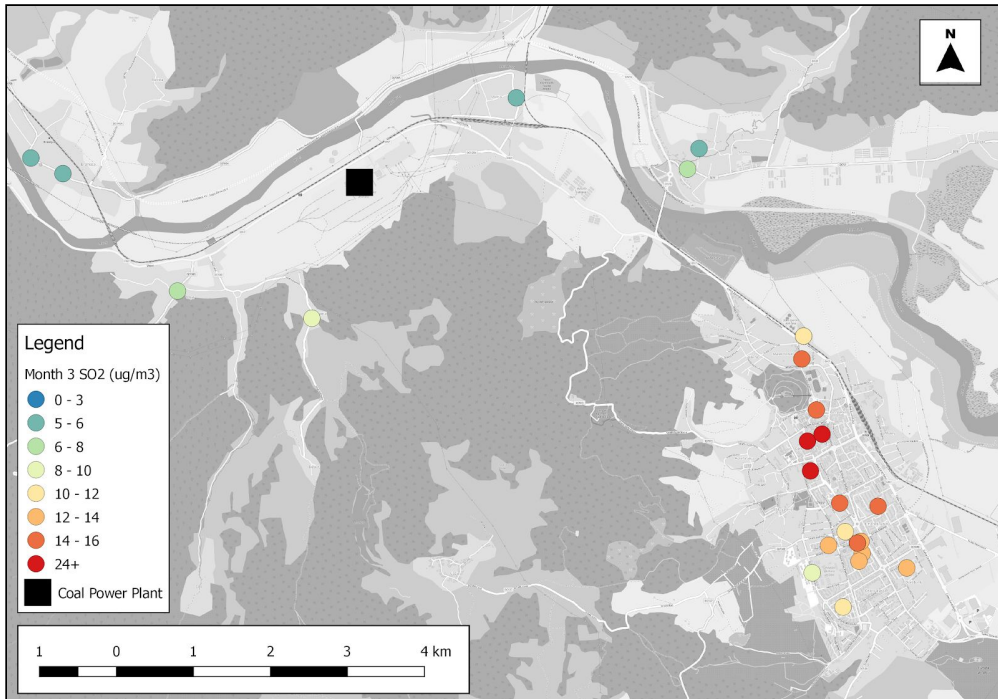 N
Legend
Month 3 SO2 (ug/m3)
0 - 3
5 - 6
6 - 8
8 - 10
10 - 12
12 - 14
14 - 16
24+
Coal Power Plant
1 0 1 2 3 4 km